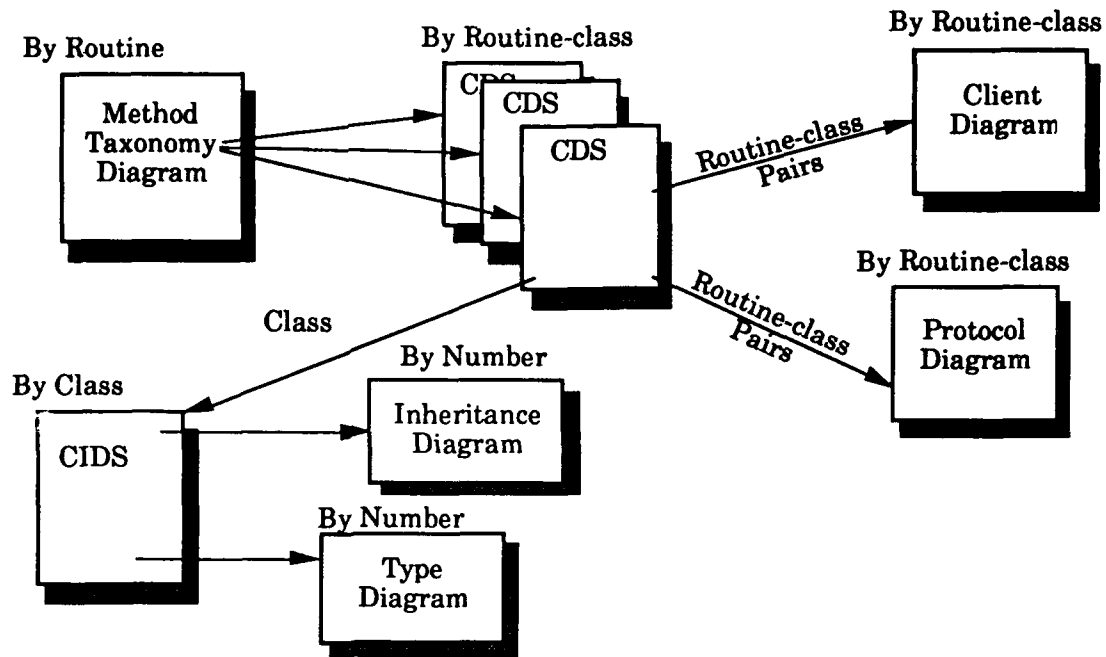 By Routine
Method
Taxonomy
Diagram
By Routine-class
CDS
CDS
CDS
Routine-class
Pairs
By Routine-class
Client
Diagram
Routine-class
Pairs
By Routine-class
Protocol
Diagram
Class
By Class
CIDS
By Number
Inheritance
Diagram
By Number
Type
Diagram